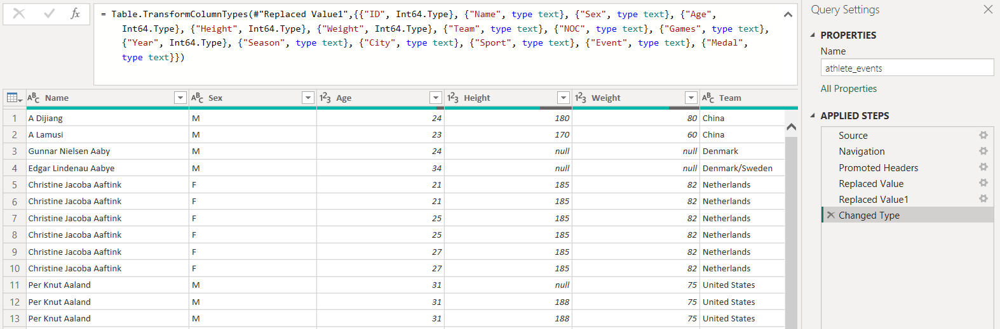 fx
= Table.TransformColumnTypes(#"Replaced Value1",{{"ID", Int64.Type}, {"Name", type text}, {"Sex", type text}, {"Age",
Int64.Type}, {"Height", Int64.Type}, {"Weight", Int64.Type}, {"Team", type text}, {"NOC", type text}, {"Games", type text},
{"Year", Int64.Type}, {"Season", type text}, {"City", type text}, {"Sport", type text}, {"Event", type text}, {"Medal",
type text}})
ABC Name ABC Sex 123 Age 123 Height 123 Weight ABC Team
1 A Dijiang M 24 180 80 China
2 A Lamusi M 23 170 60 China
3 Gunnar Nielsen Aaby M 24 null null Denmark
4 Edgar Lindenau Aabye M 34 null null Denmark/Sweden
5 Christine Jacoba Aaftink F 21 185 82 Netherlands
6 Christine Jacoba Aaftink F 21 185 82 Netherlands
7 Christine Jacoba Aaftink F 25 185 82 Netherlands
8 Christine Jacoba Aaftink F 25 185 82 Netherlands
9 Christine Jacoba Aaftink F 27 185 82 Netherlands
10 Christine Jacoba Aaftink F 27 185 82 Netherlands
11 Per Knut Aaland M 31 null 75 United States
12 Per Knut Aaland M 31 188 75 United States
13 Per Knut Aaland M 31 188 75 United States
Query Settings
PROPERTIES
Name
athlete_events
All Properties
APPLIED STEPS
Source
Navigation
Promoted Headers
Replaced Value
Replaced Value1
Changed Type